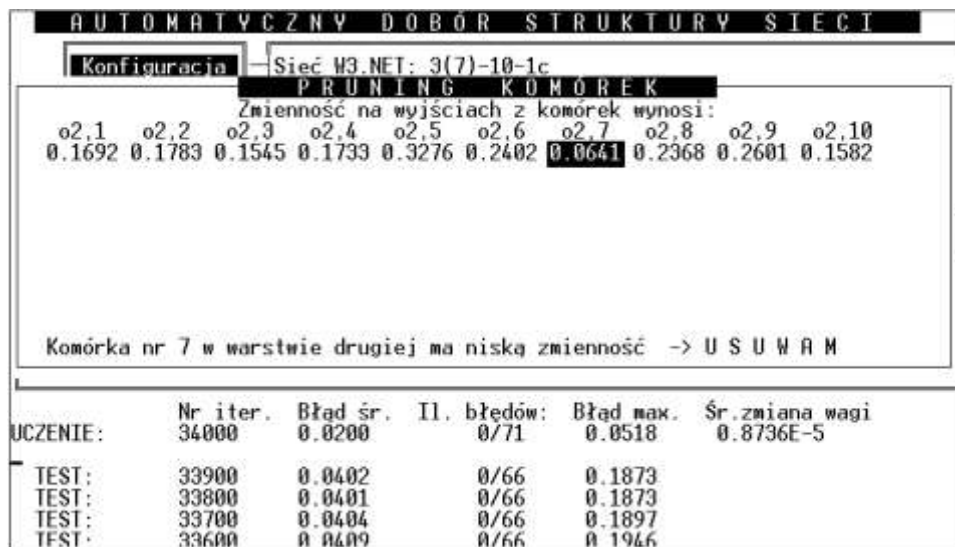 AUTOMATYCZNY DOBÓR STRUKTURY SIECI
Konfiguracja
Sieć W3.NET: 3(7)-10-1c
PRUNING KOMÓREK
Zmienność na wyjściach z komórek wynosi:
o2,1 o2,2 o2,3 o2,4 o2,5 o2,6 o2,7 o2,8 o2,9 o2,10
0.1692 0.1783 0.1545 0.1733 0.3276 0.2402 0.0641 0.2368 0.2601 0.1582
Komórka nr 7 w warstwie drugiej ma niską zmienność -> U S U W A M
Nr iter. Błąd śr. Il. błędów: Błąd max. Śr.zmiana wagi
UCZENIE: 34000 0.0200 0/71 0.0518 0.8736E-5
TEST: 33900 0.0402 0/66 0.1873
TEST: 33800 0.0401 0/66 0.1873
TEST: 33700 0.0404 0/66 0.1897
TEST: 33600 0.0409 0/66 0.1946